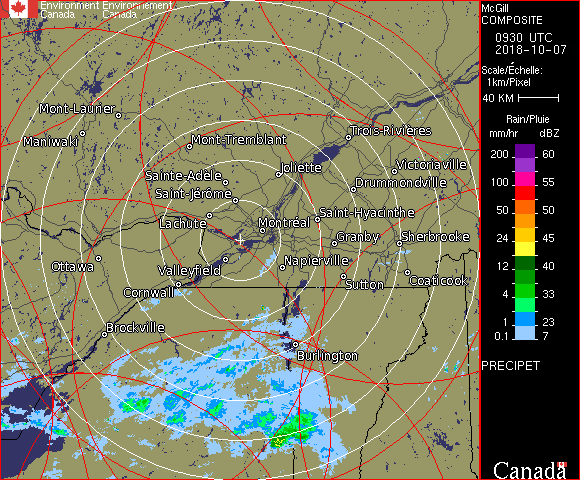 Environment Environnement
Canada Canada
McGill
COMPOSITE
0930 UTC
2018-10-07
Scale/Échelle:
1km/Pixel
40 KM
Rain/Pluie
mm/hr dBZ
200 60
100 55
50 50
24 45
12 40
4 33
1 23
0.1 7
PRECIPET
Canada
Mont-Laurier
Maniwaki
Mont-Tremblant
Trois-Rivières
Sainte-Adèle
Joliette
Victoriaville
Saint-Jérôme
Drummondville
Lachute
Montréal
Saint-Hyacinthe
Granby
Sherbrooke
Ottawa
Valleyfield
Napierville
Cornwall
Sutton
Coaticook
Brockville
Burlington